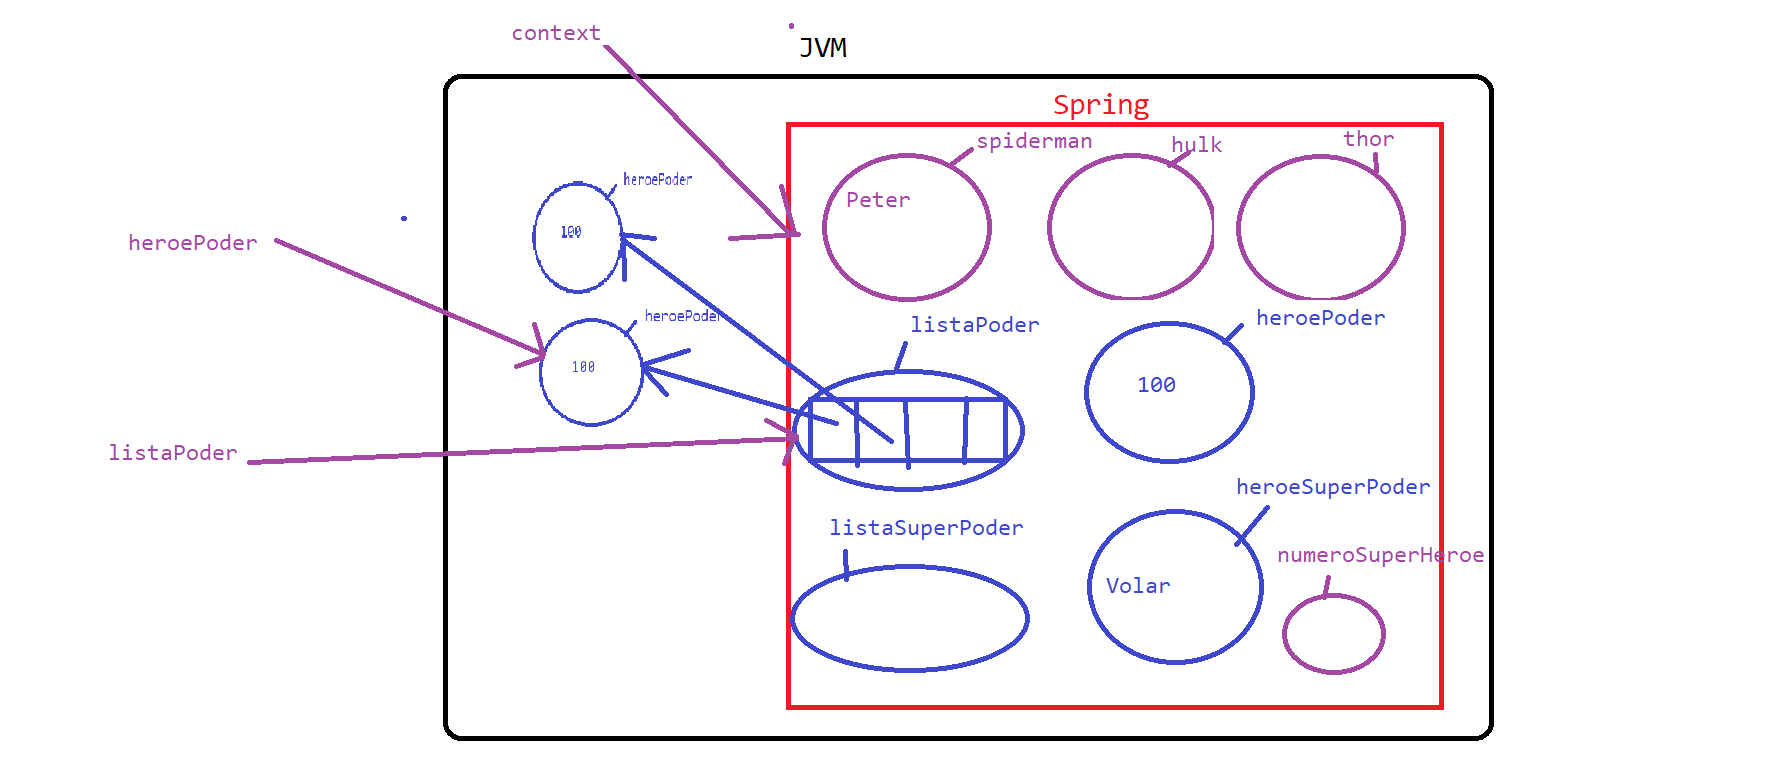 context
JVM
Spring
spiderman
hulk
thor
heroePoder
Peter
100
heroePoder
heroePoder
100
listaPoder
heroePoder
100
listaPoder
heroeSuperPoder
listaSuperPoder
numeroSuperHeroe
Volar